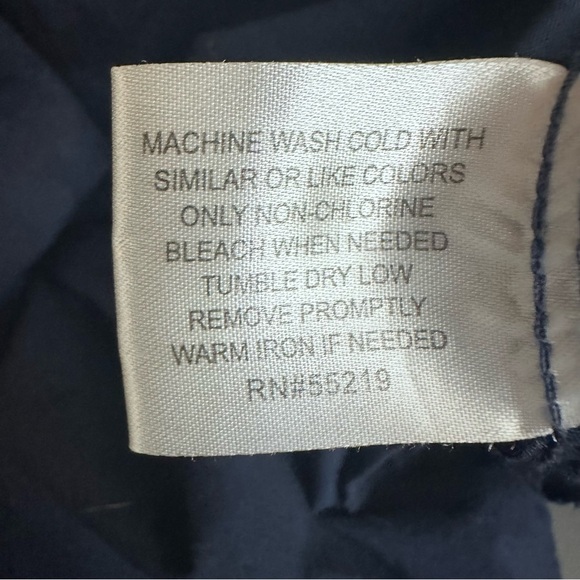 MACHINE WASH COLD WITH
SIMILAR OR LIKE COLORS
ONLY NON-CHLORINE
BLEACH WHEN NEEDED
TUMBLE DRY LOW
REMOVE PROMPTLY
WARM IRON IF NEEDED
RN#55219